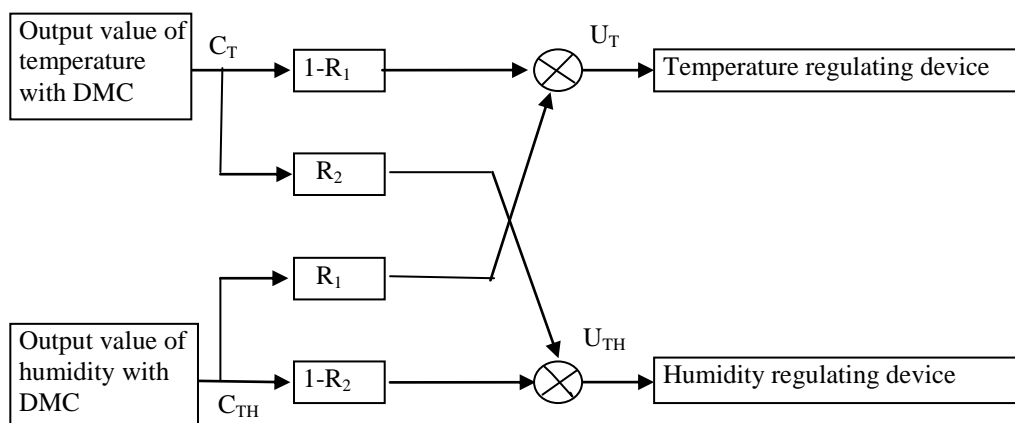 Output value of
temperature
with DMC
C_T
1-R_1
U_T
Temperature regulating device
R_2
R_1
Output value of
humidity with
DMC
C_TH
1-R_2
U_TH
Humidity regulating device